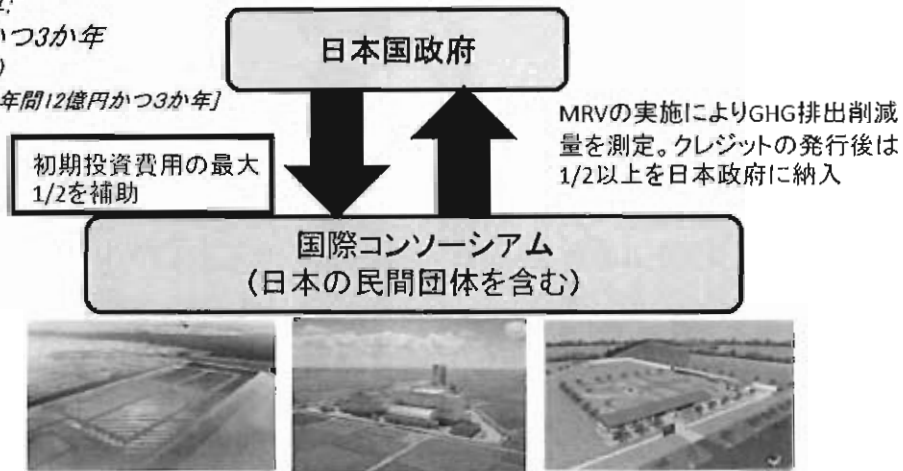 つ3か年
年間12億円かつ3か年]
日本国政府
MRVの実施によりGHG排出削減
量を測定。クレジットの発行後は
1/2以上を日本政府に納入
初期投資費用の最大
1/2を補助
国際コンソーシアム
(日本の民間団体を含む)